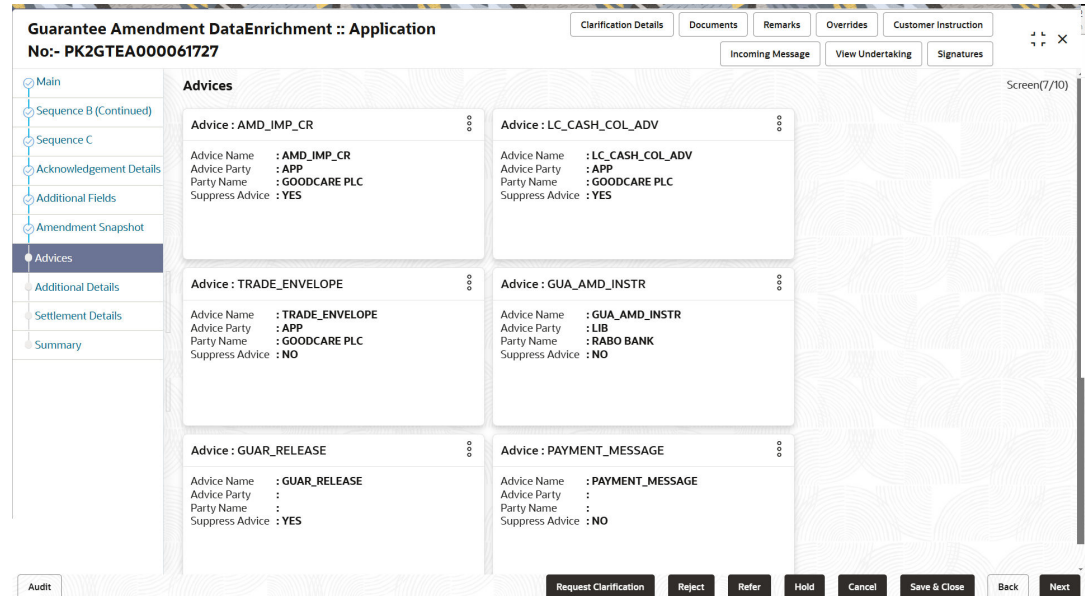 Guarantee Amendment DataEnrichment :: Application
No:- PK2GTEA000061727
Clarification Details
Documents
Remarks
Overrides
Customer Instruction
Incoming Message
View Undertaking
Signatures
Main
Sequence B (Continued)
Sequence C
Acknowledgement Details
Additional Fields
Amendment Snapshot
Advices
Additional Details
Settlement Details
Summary
Advices
Screen(7/10)
Advice : AMD_IMP_CR
Advice Name : AMD_IMP_CR
Advice Party : APP
Party Name : GOODCARE PLC
Suppress Advice : YES
Advice : LC_CASH_COL_ADV
Advice Name : LC_CASH_COL_ADV
Advice Party : APP
Party Name : GOODCARE PLC
Suppress Advice : YES
Advice : TRADE_ENVELOPE
Advice Name : TRADE_ENVELOPE
Advice Party : APP
Party Name : GOODCARE PLC
Suppress Advice : NO
Advice : GUA_AMD_INSTR
Advice Name : GUA_AMD_INSTR
Advice Party : LIB
Party Name : RABO BANK
Suppress Advice : NO
Advice : GUAR_RELEASE
Advice Name : GUAR_RELEASE
Advice Party :
Party Name :
Suppress Advice : YES
Advice : PAYMENT_MESSAGE
Advice Name : PAYMENT_MESSAGE
Advice Party :
Party Name :
Suppress Advice : NO
Audit
Request Clarification
Reject
Refer
Hold
Cancel
Save & Close
Back
Next